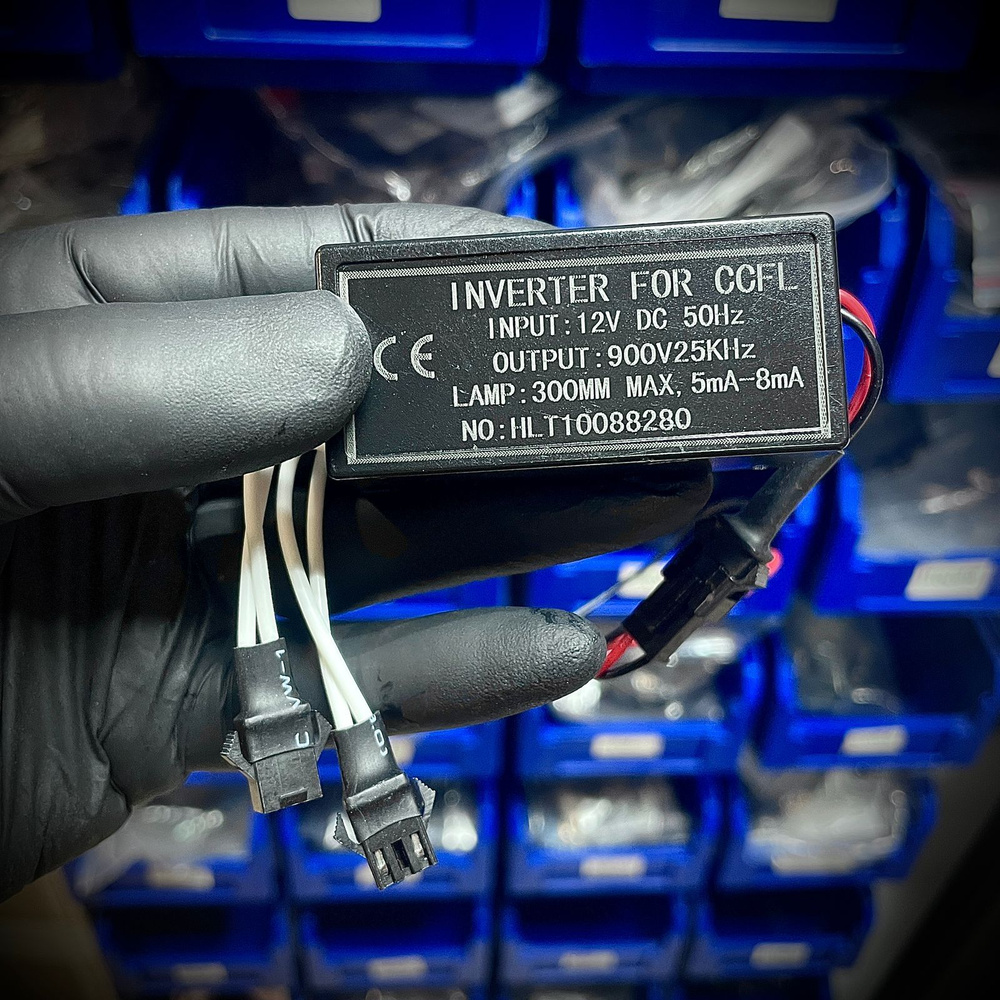 INVERTER FOR CCFL
INPUT:12V DC 50Hz
CE
OUTPUT:900V25KHz
LAMP:300MM MAX, 5mA-8mA
NO:HLT10088280